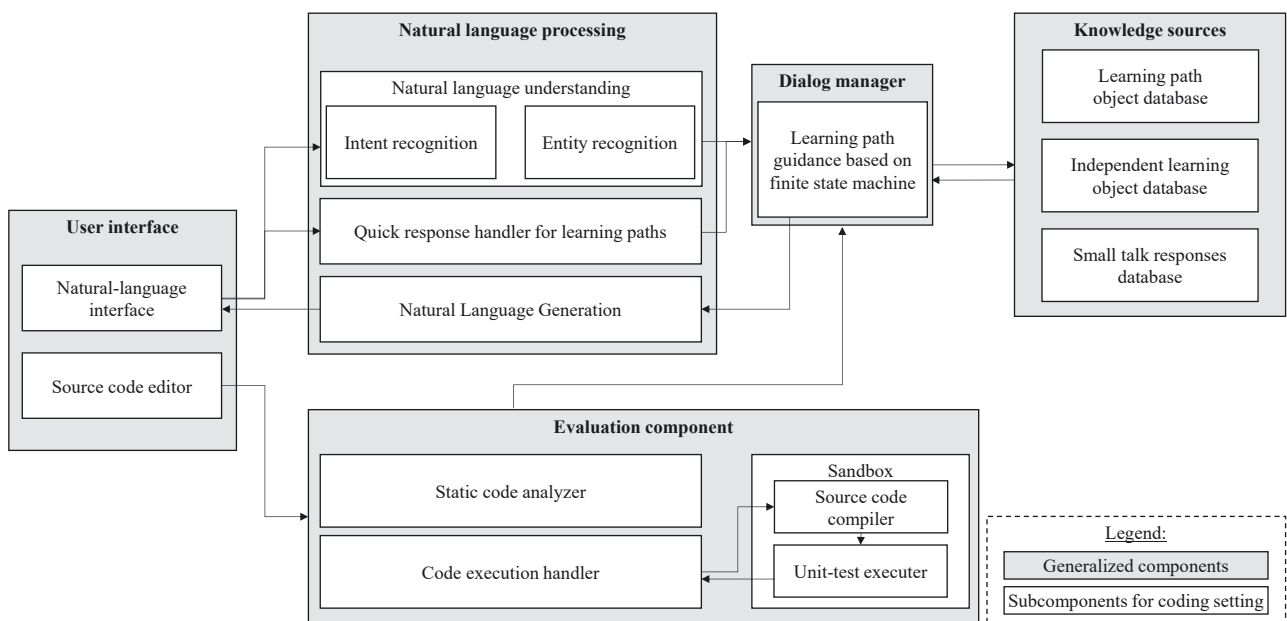 Natural language processing
Natural language understanding
Intent recognition
Entity recognition
Quick response handler for learning paths
Natural Language Generation
Dialog manager
Learning path
guidance based on
finite state machine
Knowledge sources
Learning path
object database
Independent learning
object database
Small talk responses
database
User interface
Natural-language
interface
Source code editor
Evaluation component
Static code analyzer
Code execution handler
Sandbox
Source code
compiler
Unit-test executer
Legend:
Generalized components
Subcomponents for coding setting